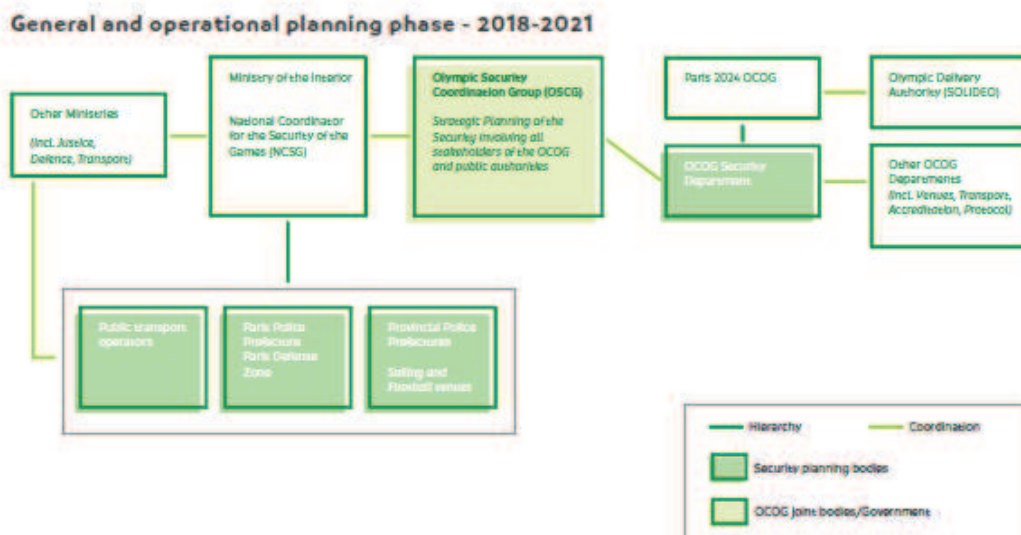 General and operational planning phase - 2018-2021
Other Ministries
(incl. Justice,
Defence, Transport)
Ministry of the Interior
National Coordinator
for the Security of the
Games (NCSG)
Olympic Security
Coordination Group (OSCG)
Strategic Planning of the
Security involving all
stakeholders of the OCOG
and public authorities
Paris 2024 OCOG
Olympic Delivery
Authority (SOLIDEO)
OCOG Security
Department
Other OCOG
Departments
(incl. Venues, Transport,
Accreditation, Protocol)
Public transport
operators
Paris Police
Prefecture
Paris Defense
Zone
Provincial Police
Prefectures
Sailing and
Football venues
Hierarchy
Coordination
Security planning bodies
OCOG joint bodies/Government